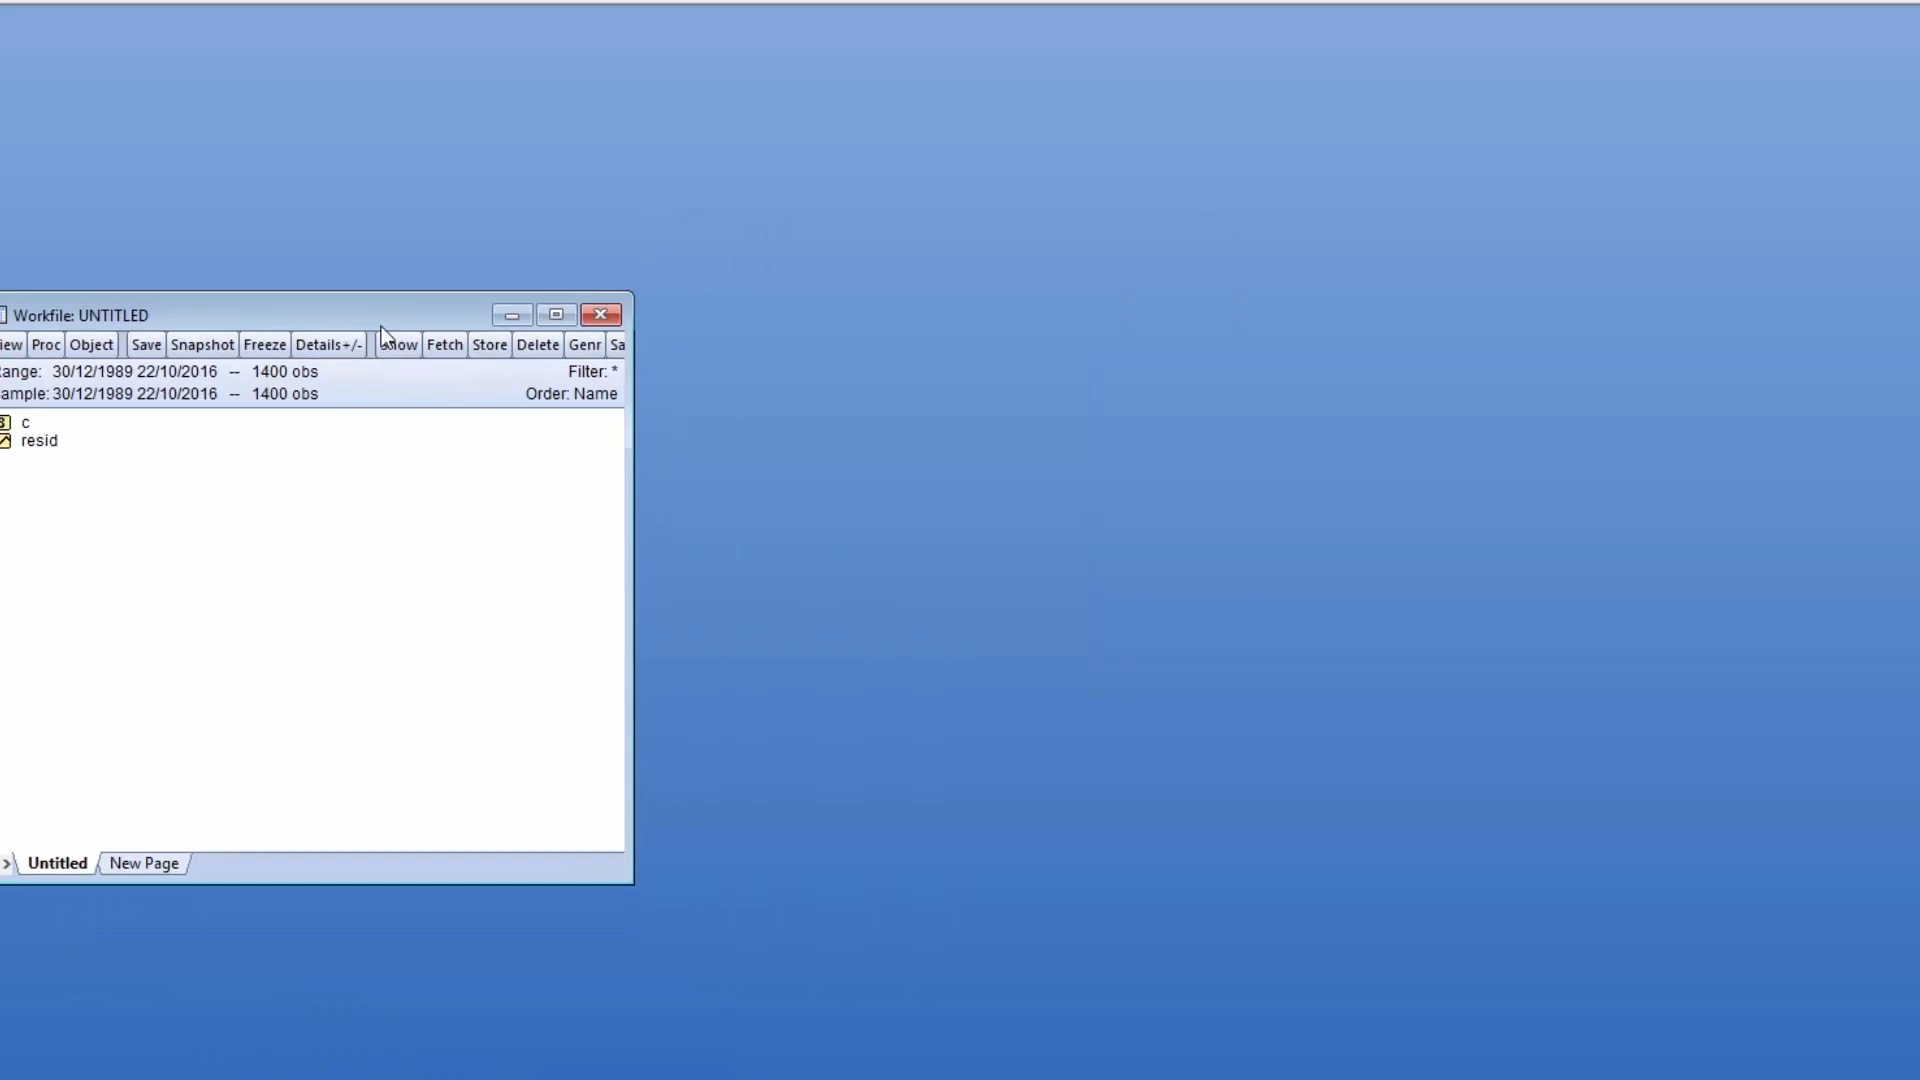 Workfile: UNTITLED
iew Proc Object Save Snapshot Freeze Details+/- Show Fetch Store Delete Genr Sa
ange: 30/12/1989 22/10/2016 -- 1400 obs Filter: *
ample: 30/12/1989 22/10/2016 -- 1400 obs Order: Name
c
resid
Untitled New Page